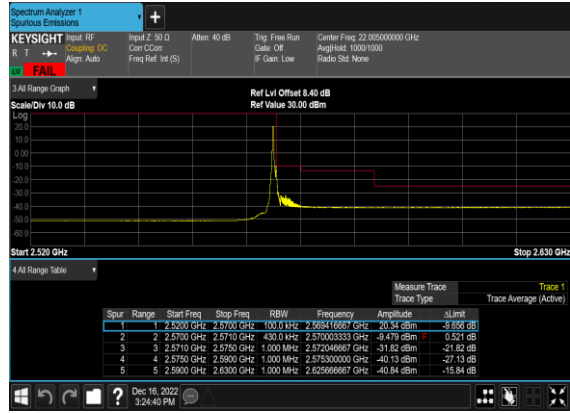 Spectrum Analyzer 1
Spurious Emissions
KEYSIGHT Input: RF Input Z: 50 Ω Atten: 40 dB Trig: Free Run Center Freq: 22.005000000 GHz
R T Coupling: DC Corr CCorr Gate: Off Avg|Hold: 1000/1000
Align: Auto Freq Ref: Int (S) IF Gain: Low Radio Std: None
FAIL
3 All Range Graph
Ref Lvl Offset 8.40 dB
Scale/Div 10.0 dB Ref Value 30.00 dBm
Log
20.0
10.0
0.00
-10.0
-20.0
-30.0
-40.0
-50.0
-60.0
Start 2.520 GHz Stop 2.630 GHz
4 All Range Table
Measure Trace Trace 1
Trace Type Trace Average (Active)
Spur Range Start Freq Stop Freq RBW Frequency Amplitude ΔLimit
1 1 2.5200 GHz 2.5700 GHz 100.0 kHz 2.569416667 GHz 20.34 dBm -9.656 dB
2 2 2.5700 GHz 2.5710 GHz 430.0 kHz 2.570003333 GHz -9.479 dBm F 0.521 dB
3 3 2.5710 GHz 2.5750 GHz 1.000 MHz 2.572046667 GHz -31.82 dBm -21.82 dB
4 4 2.5750 GHz 2.5900 GHz 1.000 MHz 2.575300000 GHz -40.13 dBm -27.13 dB
5 5 2.5900 GHz 2.6300 GHz 1.000 MHz 2.625666667 GHz -40.84 dBm -15.84 dB
Dec 16, 2022
3:24:40 PM